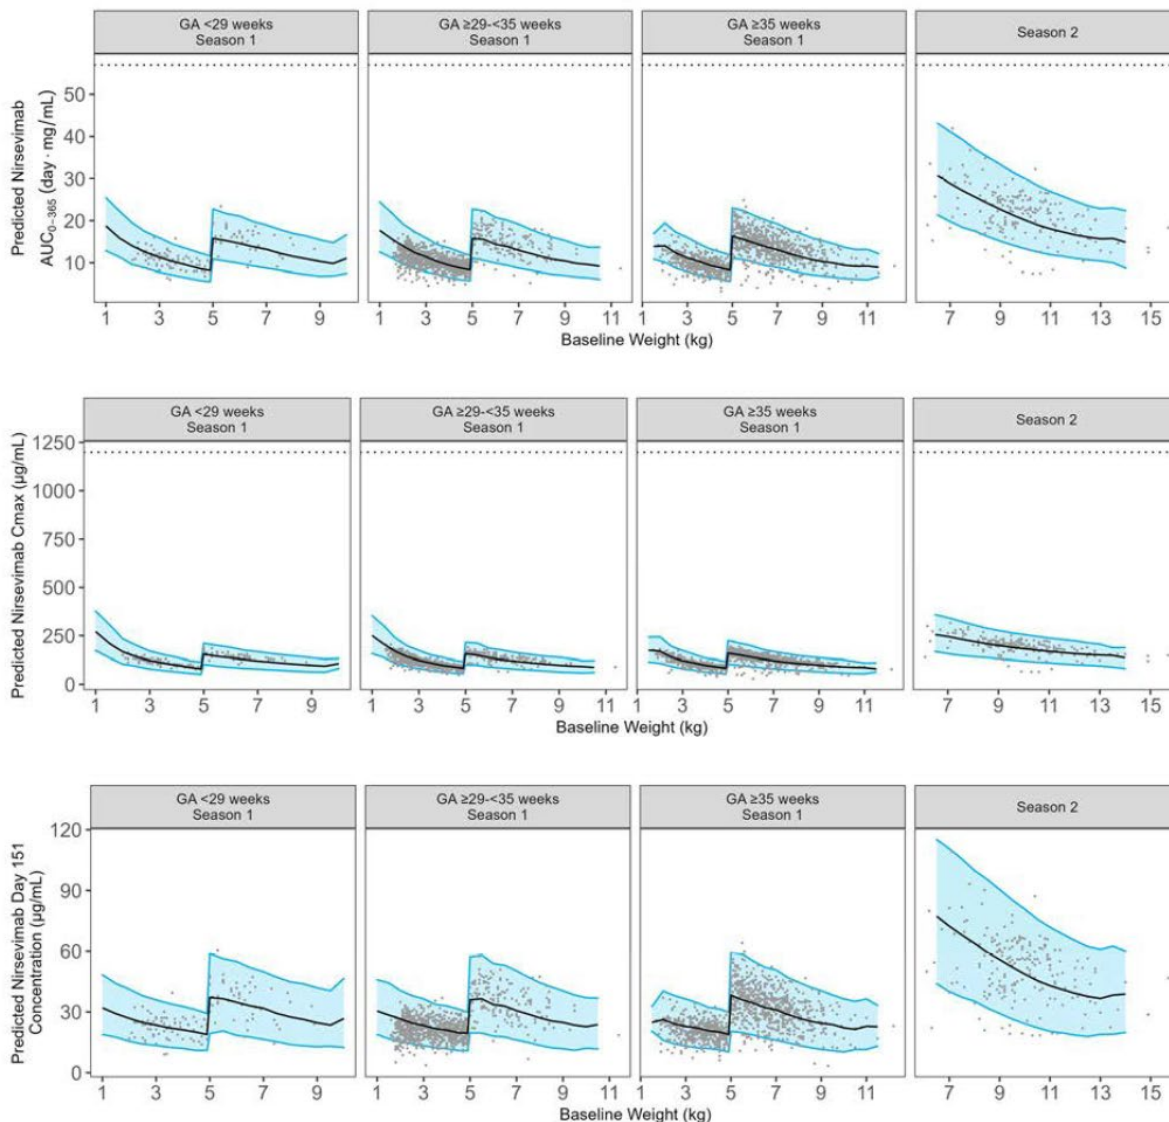 GA <29 weeks
Season 1
GA ≥29-<35 weeks
Season 1
GA ≥35 weeks
Season 1
Season 2
Predicted Nirsevimab
AUC0−365 (day · mg/mL)
50
40
30
20
10
1 3 5 7 9
1 3 5 7 9 11
1 3 5 7 9 11
7 9 11 13 15
Baseline Weight (kg)
GA <29 weeks
Season 1
GA ≥29-<35 weeks
Season 1
GA ≥35 weeks
Season 1
Season 2
Predicted Nirsevimab Cmax (µg/mL)
1250
1000
750
500
250
0
1 3 5 7 9
1 3 5 7 9 11
1 3 5 7 9 11
7 9 11 13 15
Baseline Weight (kg)
GA <29 weeks
Season 1
GA ≥29-<35 weeks
Season 1
GA ≥35 weeks
Season 1
Season 2
Predicted Nirsevimab Day 151
Concentration (µg/mL)
120
90
60
30
0
1 3 5 7 9
1 3 5 7 9 11
1 3 5 7 9 11
7 9 11 13 15
Baseline Weight (kg)